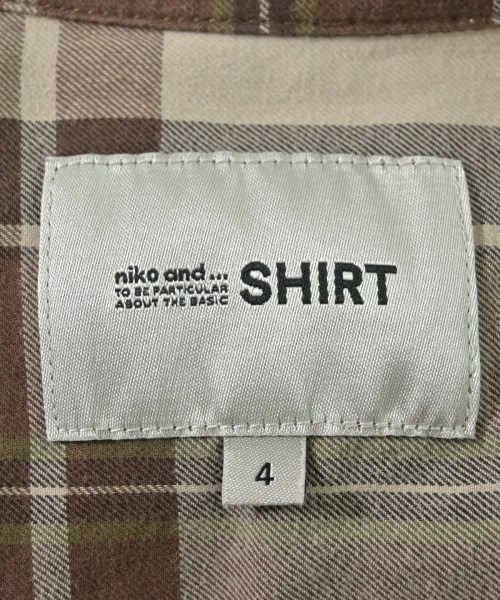 niko and...
TO BE PARTICULAR
ABOUT THE BASIC
SHIRT
4